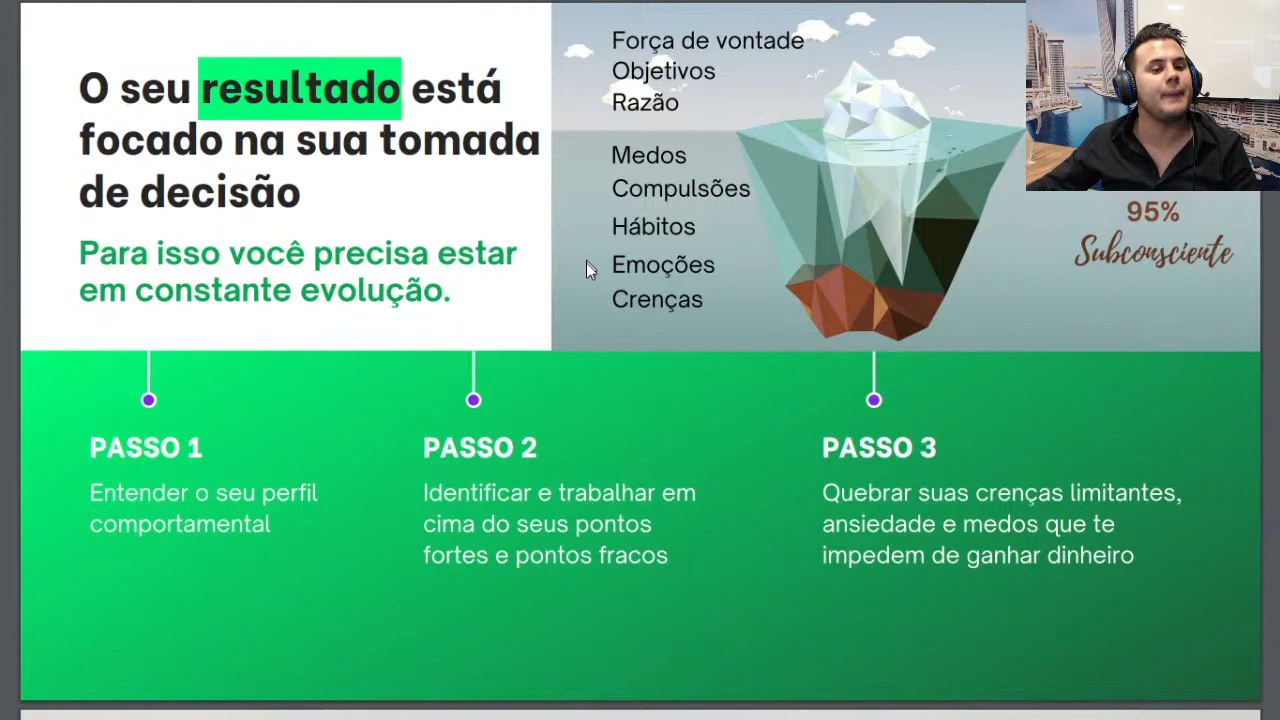 O seu resultado está
focado na sua tomada
de decisão
Para isso você precisa estar
em constante evolução.
Força de vontade
Objetivos
Razão
Medos
Compulsões
Hábitos
Emoções
Crenças
95%
Subconsciente
PASSO 1
Entender o seu perfil
comportamental
PASSO 2
Identificar e trabalhar em
cima do seus pontos
fortes e pontos fracos
PASSO 3
Quebrar suas crenças limitantes,
ansiedade e medos que te
impedem de ganhar dinheiro